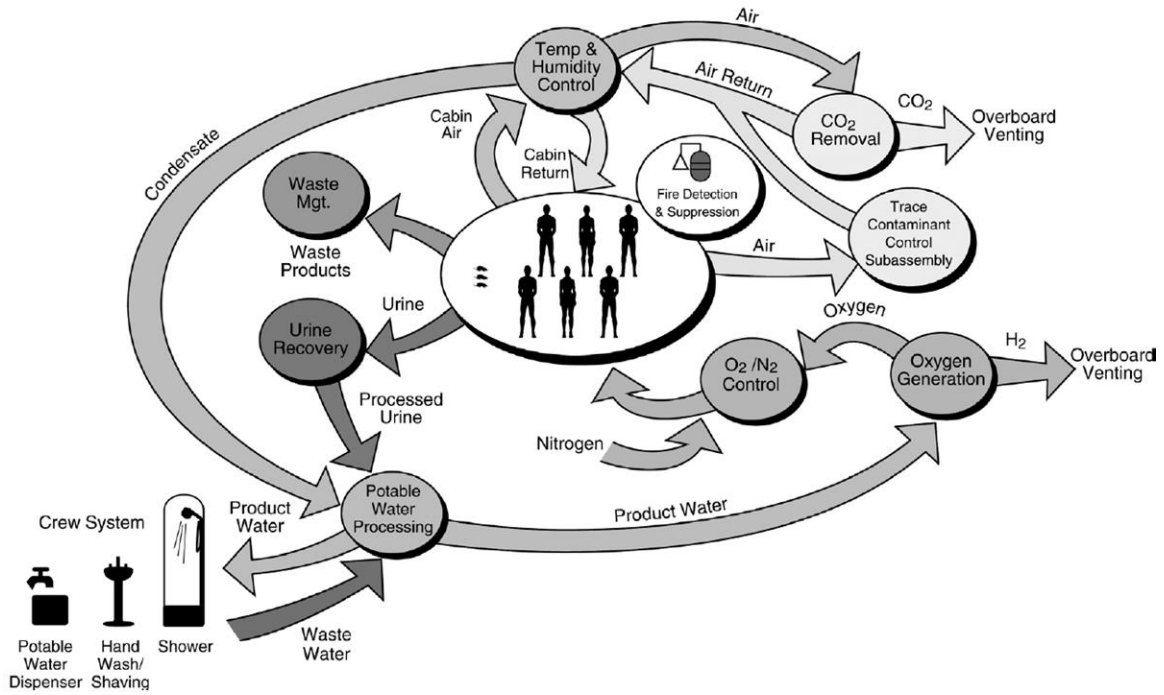 Air
Temp &
Humidity
Control
Air Return
CO2
Removal
CO2
Overboard
Venting
Cabin
Air
Cabin
Return
Condensate
Waste
Mgt.
Waste
Products
Fire Detection
& Suppression
Trace
Contaminant
Control
Subassembly
Air
Urine
Urine
Recovery
Oxygen
O2 /N2
Control
Oxygen
Generation
H2
Overboard
Venting
Processed
Urine
Nitrogen
Potable
Water
Processing
Product Water
Product
Water
Crew System
Waste
Water
Potable
Water
Dispenser
Hand
Wash/
Shaving
Shower